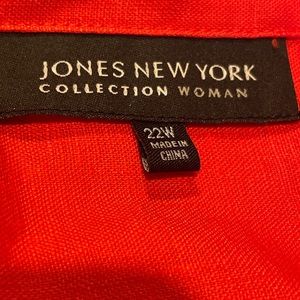 JONES NEW YORK
COLLECTION WOMAN
22W
MADE IN
CHINA